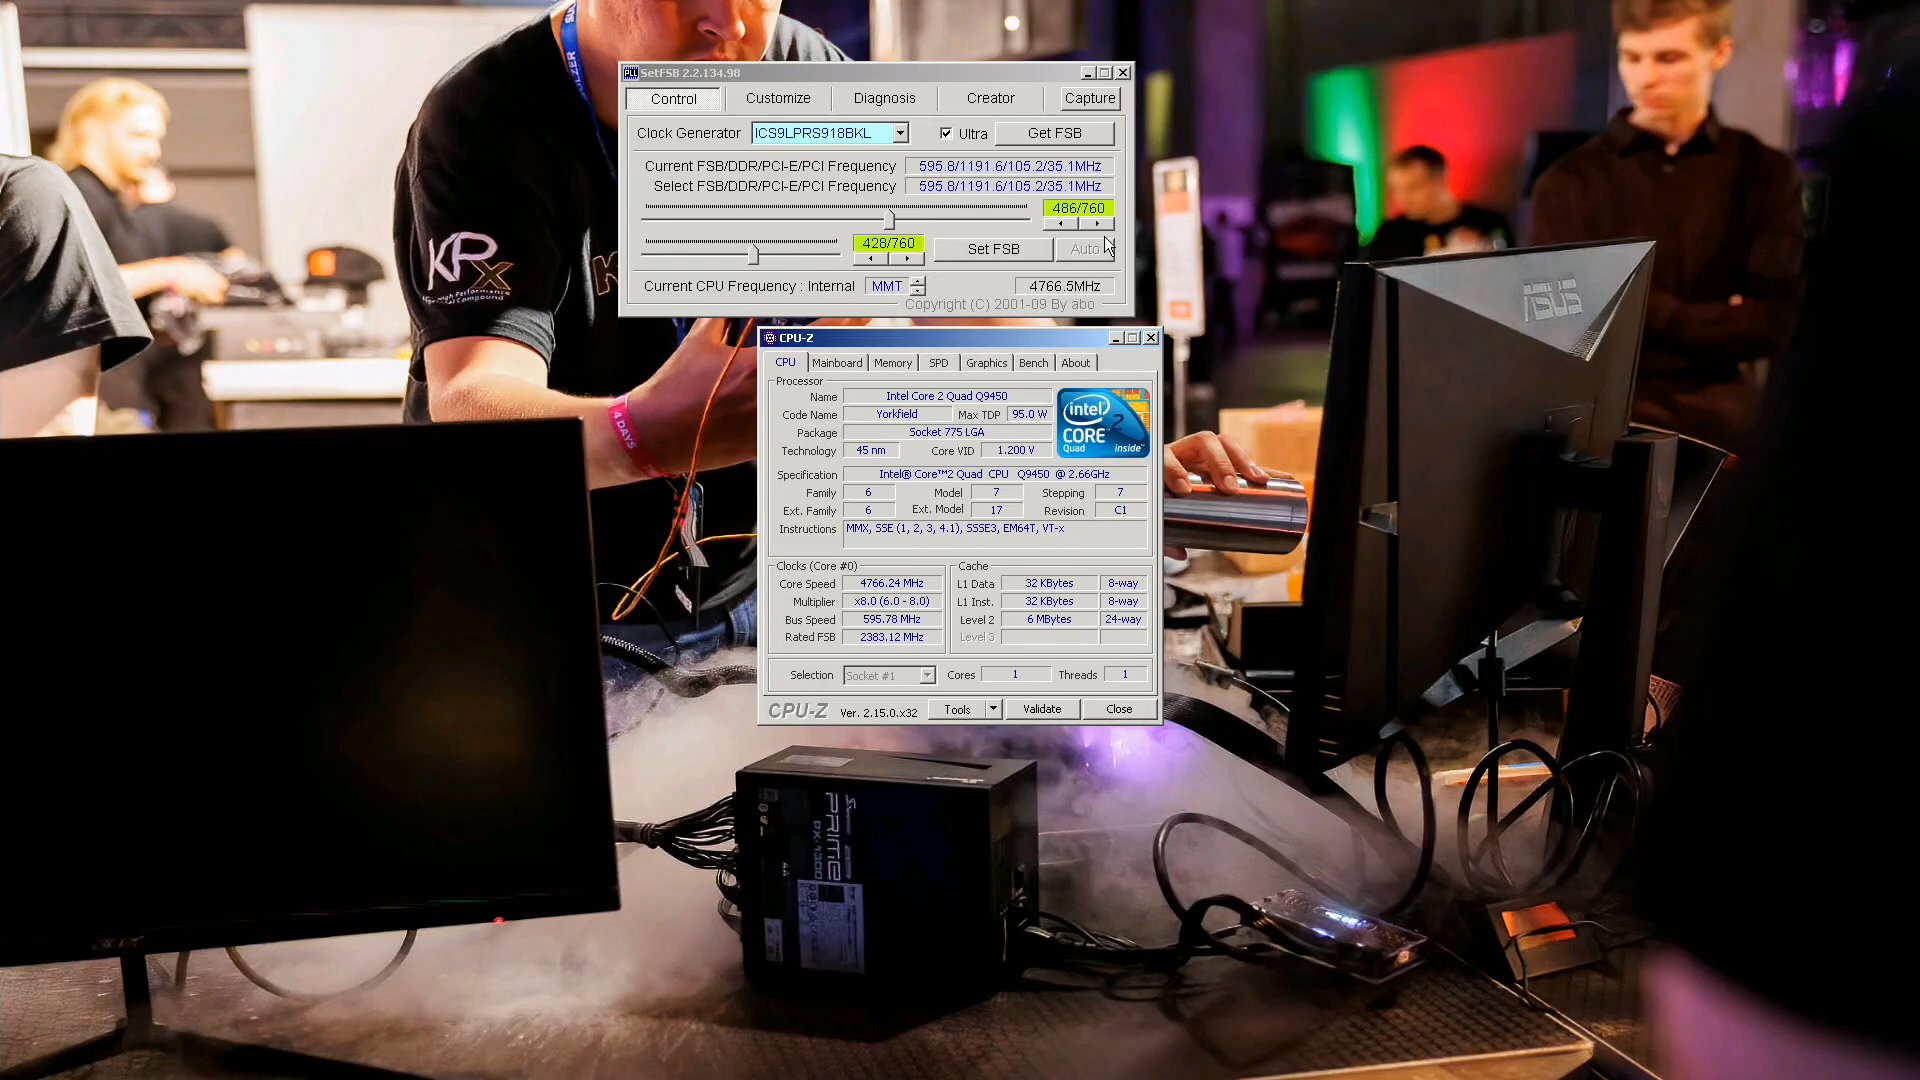 SetFSB 2.2.134.98
Control Customize Diagnosis Creator Capture
Clock Generator ICS9LPRS918BKL Ultra Get FSB
Current FSB/DDR/PCI-E/PCI Frequency 595.8/1191.6/105.2/35.1MHz
Select FSB/DDR/PCI-E/PCI Frequency 595.8/1191.6/105.2/35.1MHz
486/760
428/760 Set FSB Auto
Current CPU Frequency : Internal MMT 4766.5MHz
Copyright (C) 2001-09 By abo
CPU-Z
CPU Mainboard Memory SPD Graphics Bench About
Processor
Name Intel Core 2 Quad Q9450
Code Name Yorkfield Max TDP 95.0 W
Package Socket 775 LGA
Technology 45 nm Core VID 1.200 V
intel
CORE 2
Quad inside™
Specification Intel® Core™2 Quad CPU Q9450 @ 2.66GHz
Family 6 Model 7 Stepping 7
Ext. Family 6 Ext. Model 17 Revision C1
Instructions MMX, SSE (1, 2, 3, 4.1), SSSE3, EM64T, VT-x
Clocks (Core #0)
Core Speed 4766.24 MHz
Multiplier x8.0 (6.0 - 8.0)
Bus Speed 595.78 MHz
Rated FSB 2383.12 MHz
Cache
L1 Data 32 KBytes 8-way
L1 Inst. 32 KBytes 8-way
Level 2 6 MBytes 24-way
Level 3
Selection Socket #1 Cores 1 Threads 1
CPU-Z Ver. 2.15.0.x32 Tools Validate Close
KPx
High Performance
Compound
4 DAYS
ASUS
PRIME
PX-1300